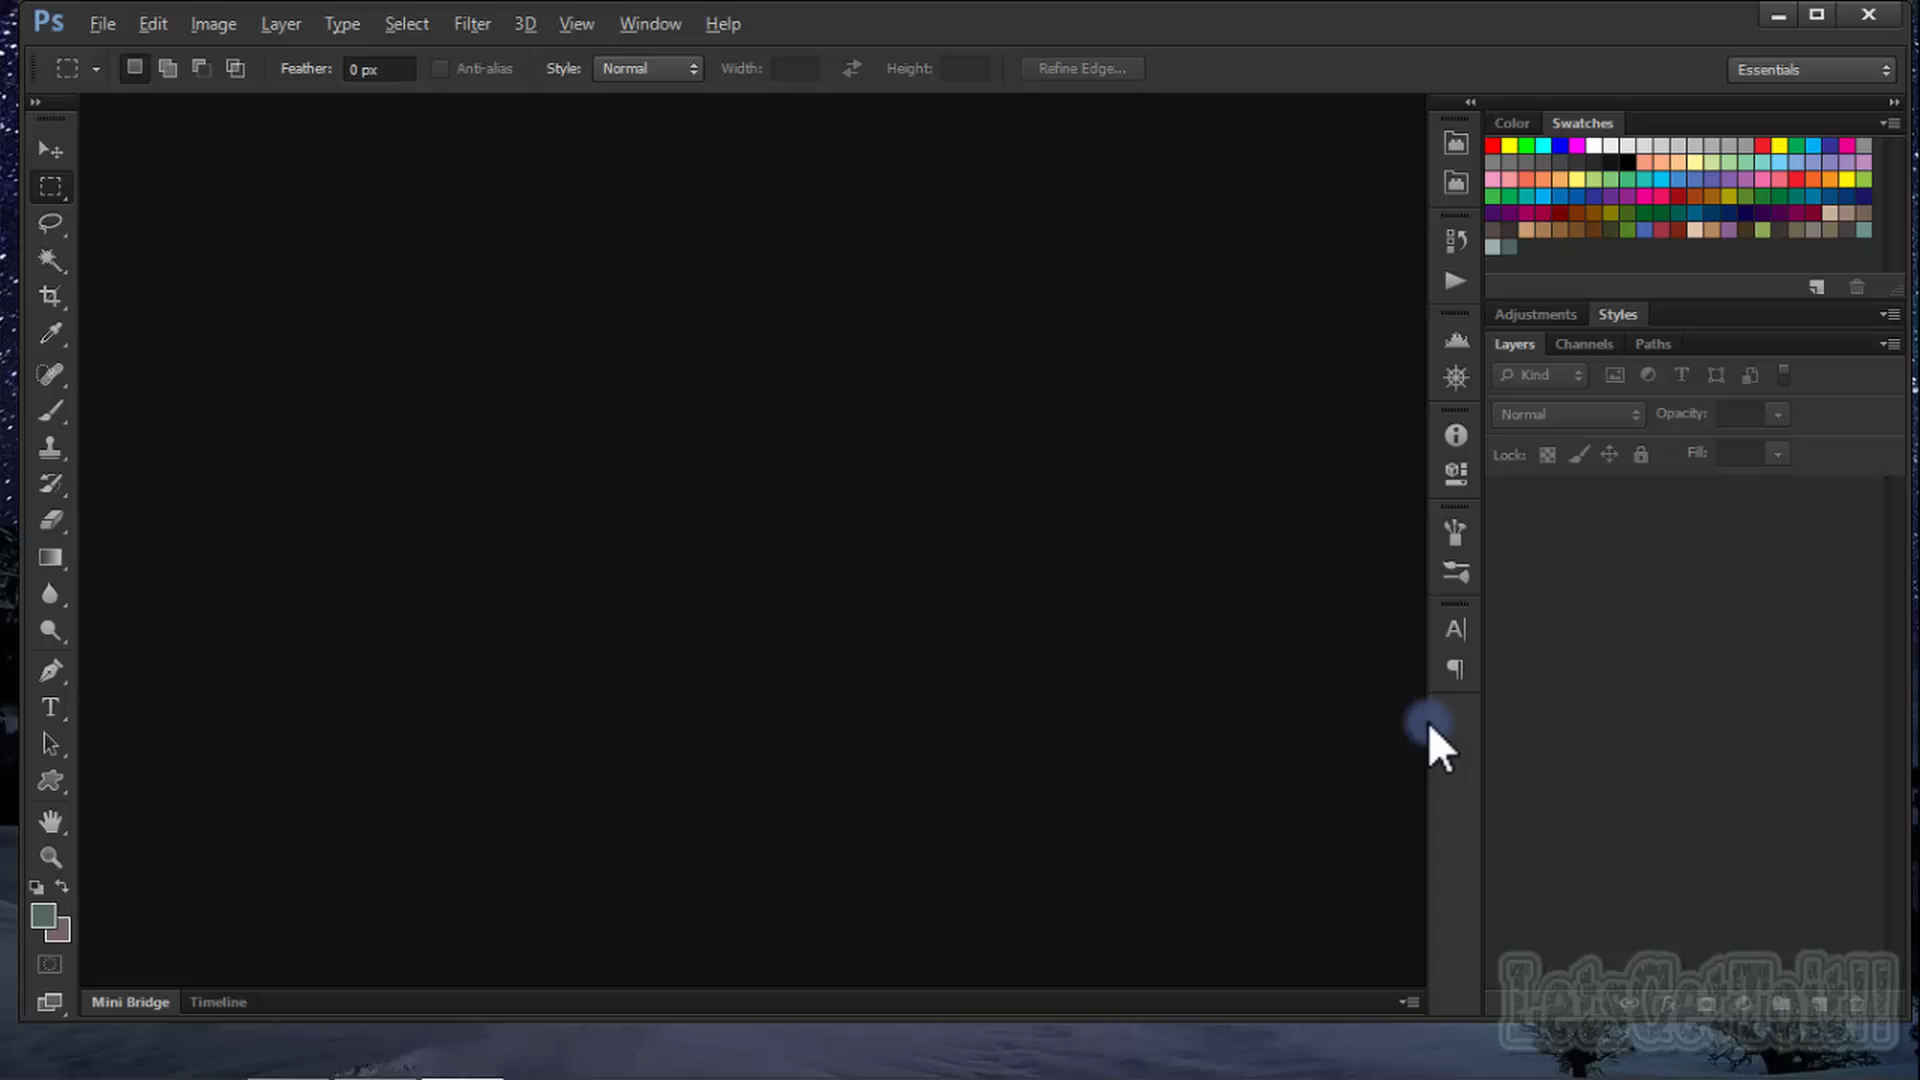 Ps File Edit Image Layer Type Select Filter 3D View Window Help
Feather: 0 px Anti-alias Style: Normal Width: Height: Refine Edge... Essentials
Color Swatches
Adjustments Styles
Layers Channels Paths
Kind
Normal Opacity:
Lock: Fill:
Mini Bridge Timeline
LetsGetToIt!!